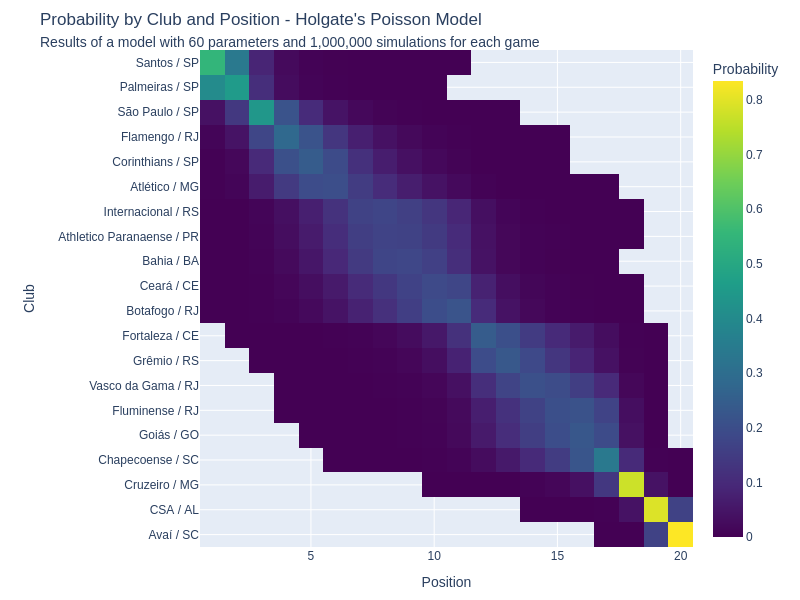 Probability by Club and Position - Holgate's Poisson Model
Results of a model with 60 parameters and 1,000,000 simulations for each game
Probability
Club
Santos / SP
Palmeiras / SP
São Paulo / SP
Flamengo / RJ
Corinthians / SP
Atlético / MG
Internacional / RS
Athletico Paranaense / PR
Bahia / BA
Ceará / CE
Botafogo / RJ
Fortaleza / CE
Grêmio / RS
Vasco da Gama / RJ
Fluminense / RJ
Goiás / GO
Chapecoense / SC
Cruzeiro / MG
CSA / AL
Avaí / SC
5 10 15 20
Position
0.8
0.7
0.6
0.5
0.4
0.3
0.2
0.1
0